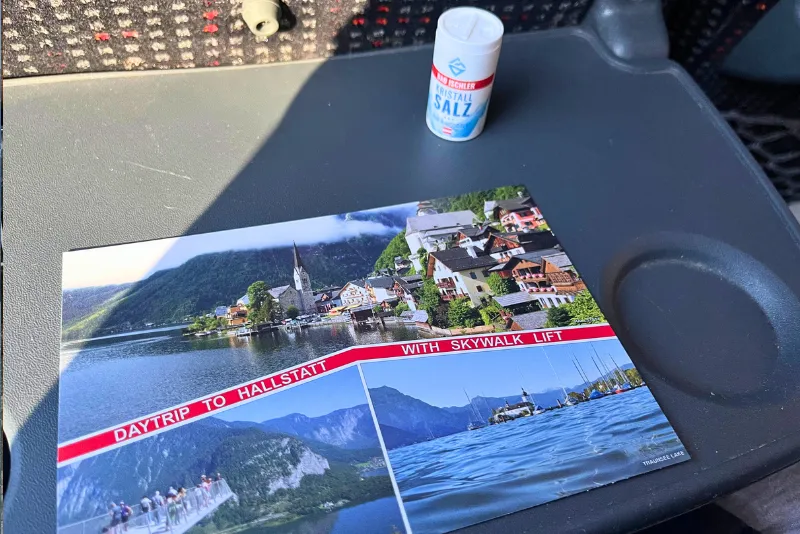 BAD ISCHLER
KRISTALL
SALZ
DAYTRIP TO HALLSTATT
WITH SKYWALK LIFT
TRAUNSEE LAKE